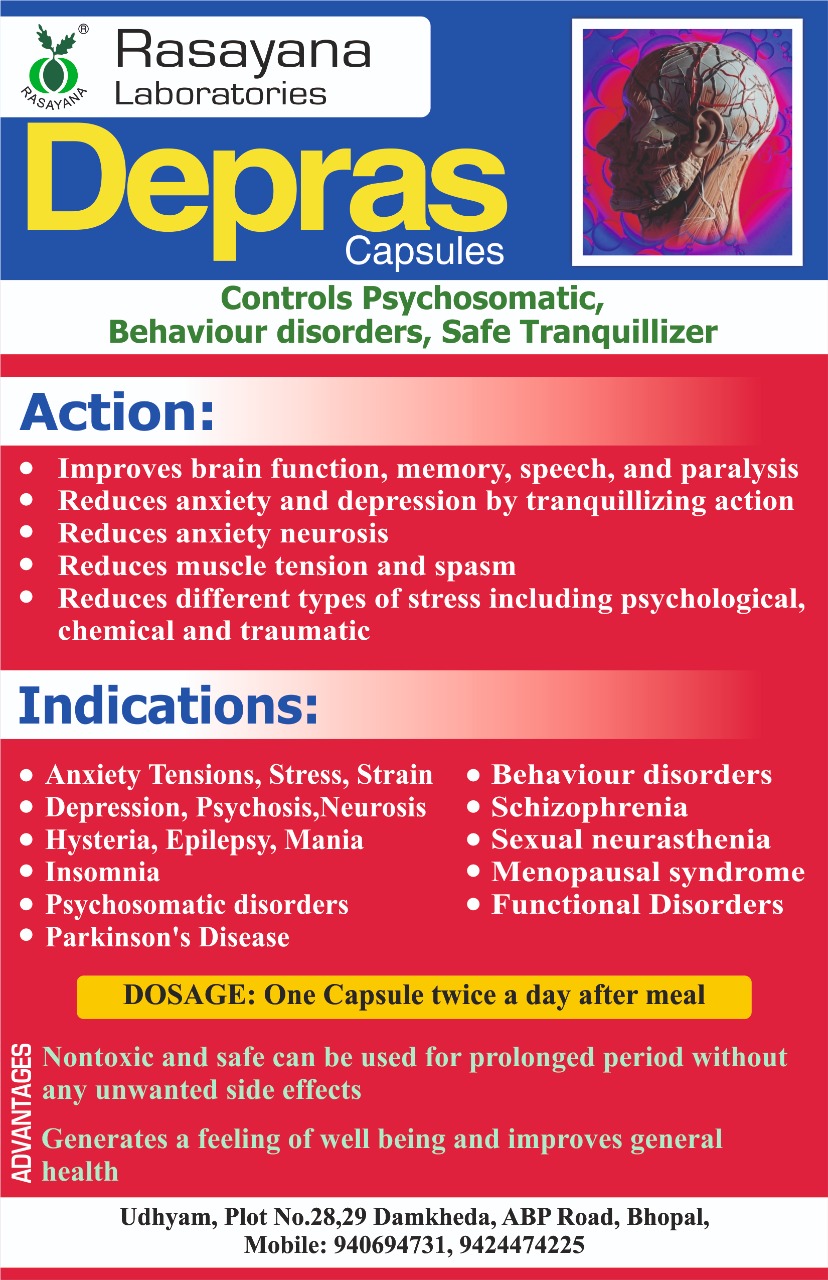 ®
RASAYANA
Rasayana
Laboratories
Depras
Capsules
Controls Psychosomatic,
Behaviour disorders, Safe Tranquillizer
Action:
• Improves brain function, memory, speech, and paralysis
• Reduces anxiety and depression by tranquillizing action
• Reduces anxiety neurosis
• Reduces muscle tension and spasm
• Reduces different types of stress including psychological,
chemical and traumatic
Indications:
• Anxiety Tensions, Stress, Strain
• Depression, Psychosis,Neurosis
• Hysteria, Epilepsy, Mania
• Insomnia
• Psychosomatic disorders
• Parkinson's Disease
• Behaviour disorders
• Schizophrenia
• Sexual neurasthenia
• Menopausal syndrome
• Functional Disorders
DOSAGE: One Capsule twice a day after meal
ADVANTAGES
Nontoxic and safe can be used for prolonged period without
any unwanted side effects
Generates a feeling of well being and improves general
health
Udhyam, Plot No.28,29 Damkheda, ABP Road, Bhopal,
Mobile: 940694731, 9424474225